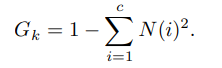 G_k = 1 − \sum_{i=1}^{c} N(i)^2.